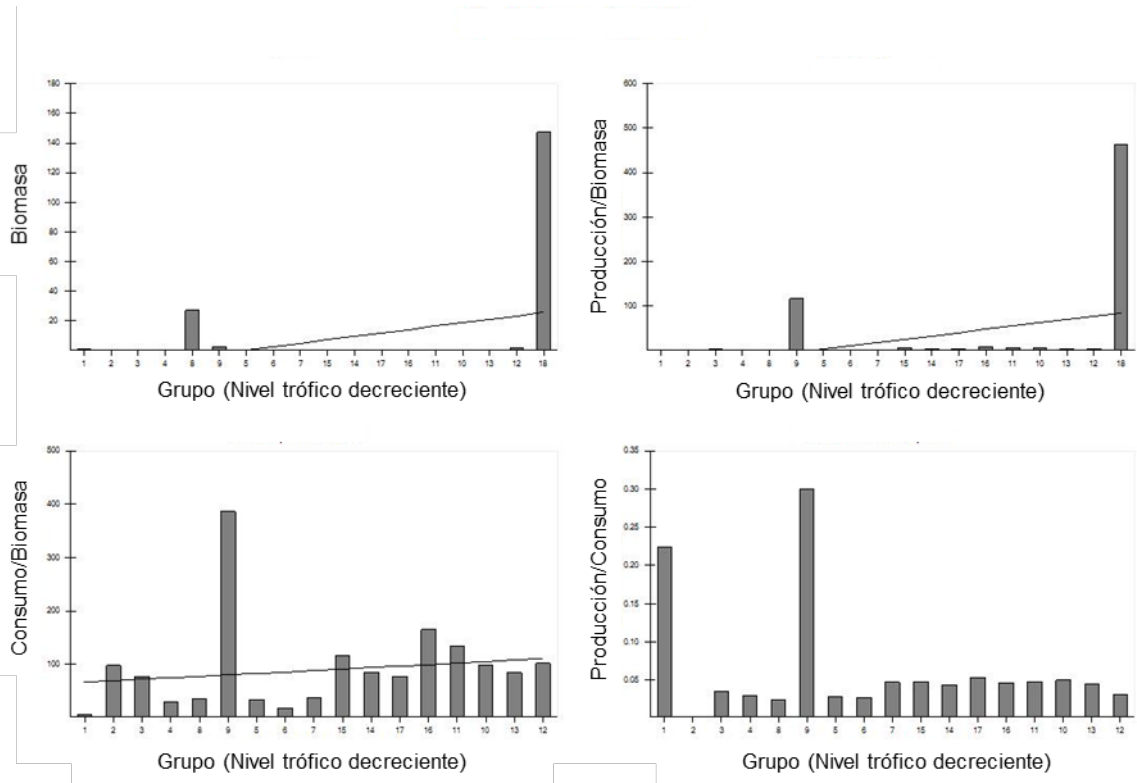 180
160
140
120
100
80
60
40
20
Biomasa
1 2 3 4 8 9 5 6 7 15 14 17 16 11 10 13 12 18
Grupo (Nivel trófico decreciente)
600
500
400
300
200
100
Producción/Biomasa
1 2 3 4 8 9 5 6 7 15 14 17 16 11 10 13 12 18
Grupo (Nivel trófico decreciente)
500
400
300
200
100
Consumo/Biomasa
1 2 3 4 8 9 5 6 7 15 14 17 16 11 10 13 12
Grupo (Nivel trófico decreciente)
0.35
0.30
0.25
0.20
0.15
0.10
0.05
Producción/Consumo
1 2 3 4 8 9 5 6 7 15 14 17 16 11 10 13 12
Grupo (Nivel trófico decreciente)